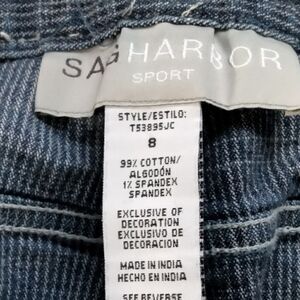 SAG HARBOR
SPORT
STYLE/ESTILO:
T53895JC
8
99% COTTON/
ALGODÓN
1% SPANDEX
SPANDEX
EXCLUSIVE OF
DECORATION
EXCLUSIVO DE
DECORACIÓN
MADE IN INDIA
HECHO EN INDIA
SEE REVERSE